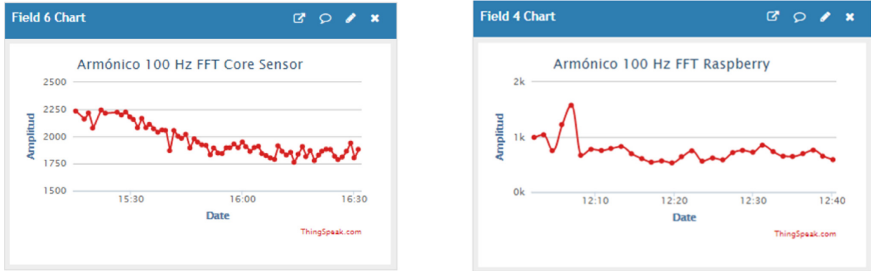 Field 6 Chart
Armónico 100 Hz FFT Core Sensor
2500
2250
2000
1750
1500
Amplitud
15:30 16:00 16:30
Date
ThingSpeak.com
Field 4 Chart
Armónico 100 Hz FFT Raspberry
2k
1k
0k
Amplitud
12:10 12:20 12:30 12:40
Date
ThingSpeak.com